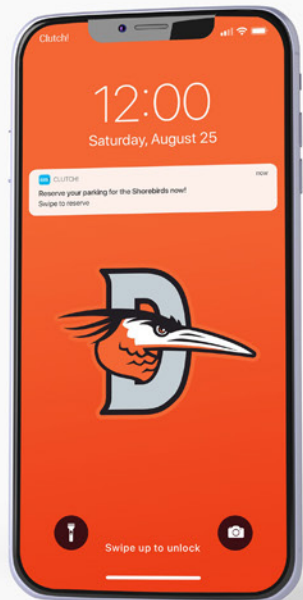 Clutch!
12:00
Saturday, August 25
CLUTCH!
now
Reserve your parking for the Shorebirds now!
Swipe to reserve
D
Swipe up to unlock